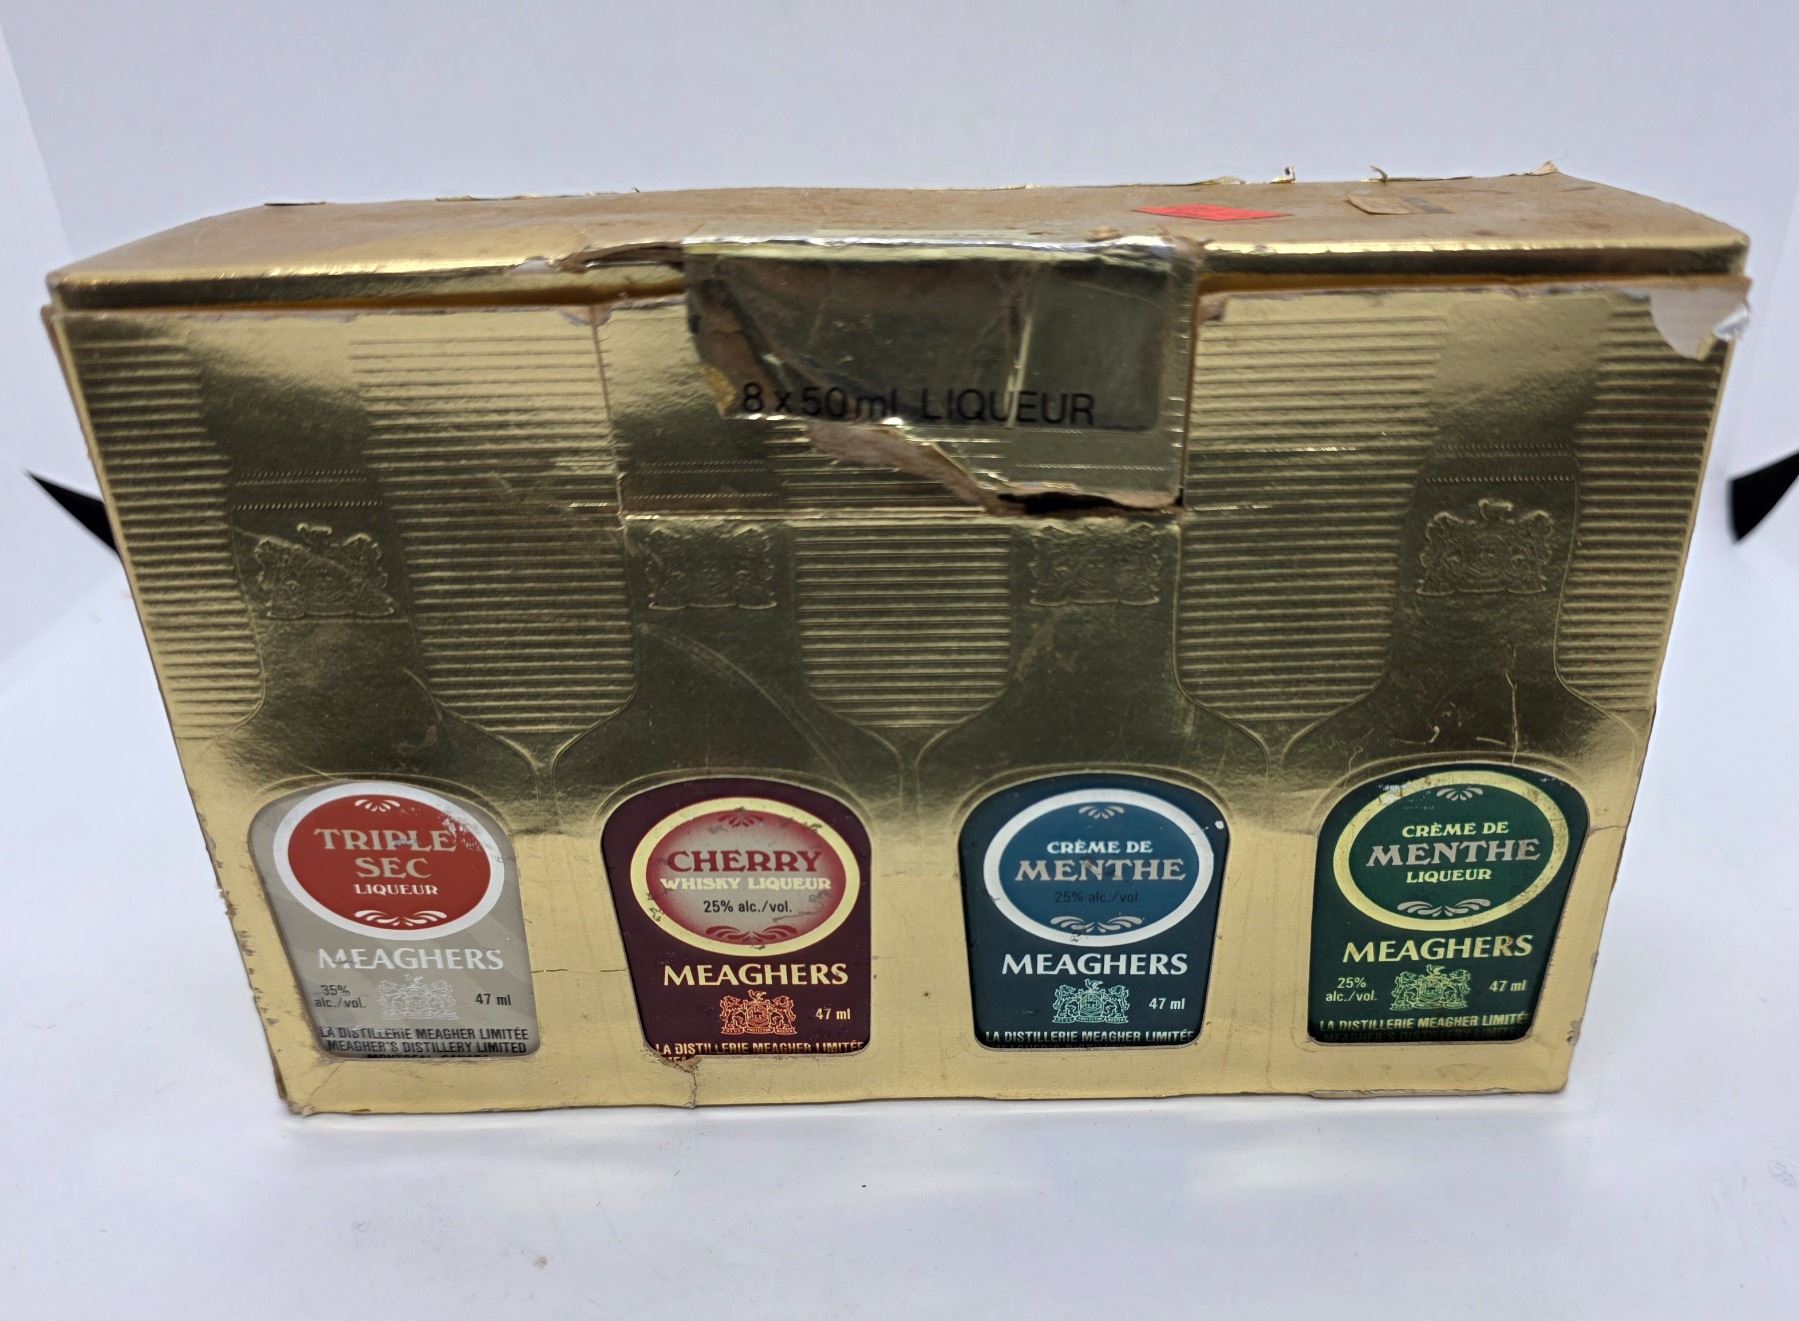 8 x 50 ml LIQUEUR
TRIPLE
SEC
LIQUEUR
MEAGHERS
35%
alc./vol.
47 ml
LA DISTILLERIE MEAGHER LIMITÉE
MEAGHER'S DISTILLERY LIMITED
CHERRY
WHISKY LIQUEUR
25% alc./vol.
MEAGHERS
47 ml
LA DISTILLERIE MEAGHER LIMITÉE
CRÈME DE
MENTHE
25% alc./vol.
MEAGHERS
47 ml
LA DISTILLERIE MEAGHER LIMITÉE
CRÈME DE
MENTHE
LIQUEUR
MEAGHERS
25%
alc./vol.
47 ml
LA DISTILLERIE MEAGHER LIMITÉE